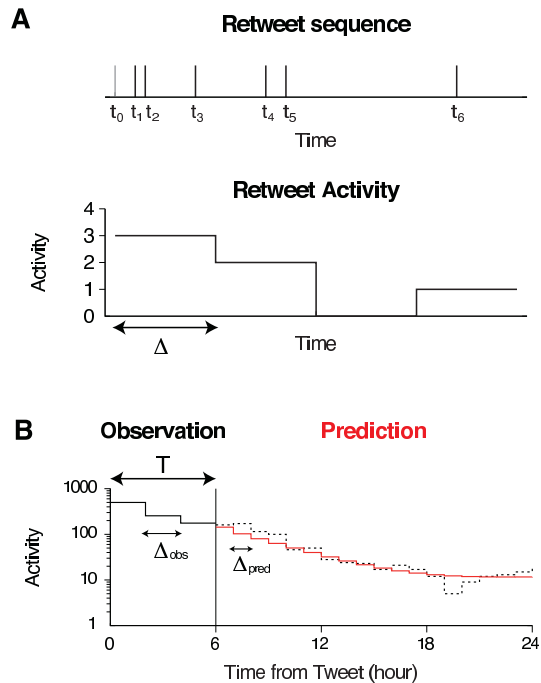 A
Retweet sequence
t0 t1 t2 t3 t4 t5 t6
Time
Retweet Activity
Activity
4
3
2
1
0
Δ
Time
B
Observation
Prediction
T
Activity
1000
100
10
1
Δobs
Δpred
0 6 12 18 24
Time from Tweet (hour)